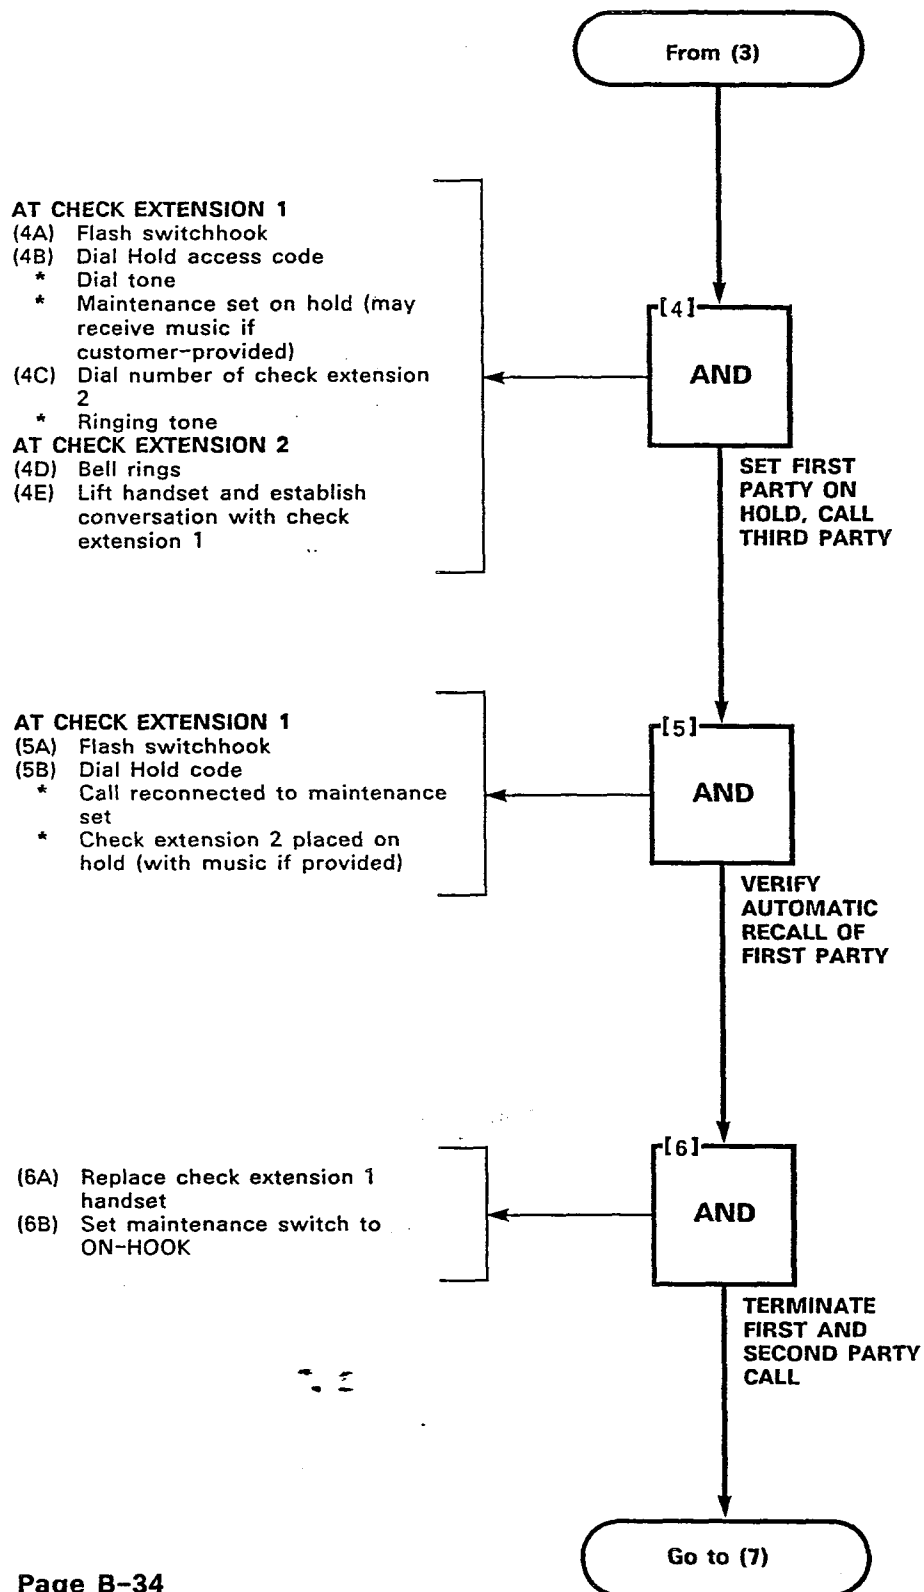 From (3)
AT CHECK EXTENSION 1
(4A) Flash switchhook
(4B) Dial Hold access code
* Dial tone
* Maintenance set on hold (may
receive music if
customer-provided)
(4C) Dial number of check extension
2
* Ringing tone
AT CHECK EXTENSION 2
(4D) Bell rings
(4E) Lift handset and establish
conversation with check
extension 1
[4]
AND
SET FIRST
PARTY ON
HOLD, CALL
THIRD PARTY
AT CHECK EXTENSION 1
(5A) Flash switchhook
(5B) Dial Hold code
* Call reconnected to maintenance
set
* Check extension 2 placed on
hold (with music if provided)
[5]
AND
VERIFY
AUTOMATIC
RECALL OF
FIRST PARTY
(6A) Replace check extension 1
handset
(6B) Set maintenance switch to
ON-HOOK
[6]
AND
TERMINATE
FIRST AND
SECOND PARTY
CALL
Go to (7)
Page B-34